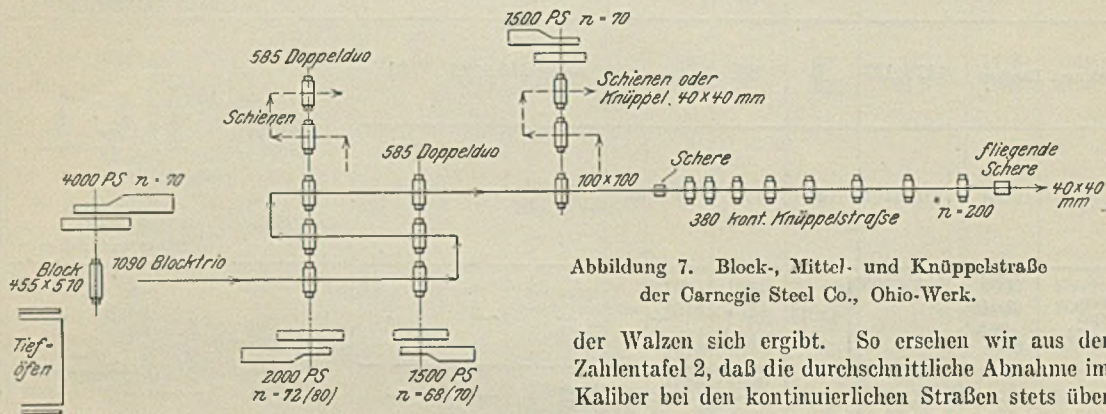 1500 PS n = 70
585 Doppelduo
Schienen oder
Knüppel, 40 x 40 mm
Schienen
585 Doppelduo
Schere
fliegende
Schere
4000 PS n = 70
100 x 100
40 x 40
mm
380 kont. Knüppelstraße
n = 200
Block
455 x 570
1090 Blocktrio
Tief-
öfen
2000 PS
n = 72/80)
1500 PS
n = 68/70)
Abbildung 7. Block-, Mittel- und Knüppelstraße
der Carnegie Steel Co., Ohio-Werk.
der Walzen sich ergibt. So ersehen wir aus der
Zahlentafel 2, daß die durchschnittliche Abnahme im
Kaliber bei den kontinuierlichen Straßen stets über